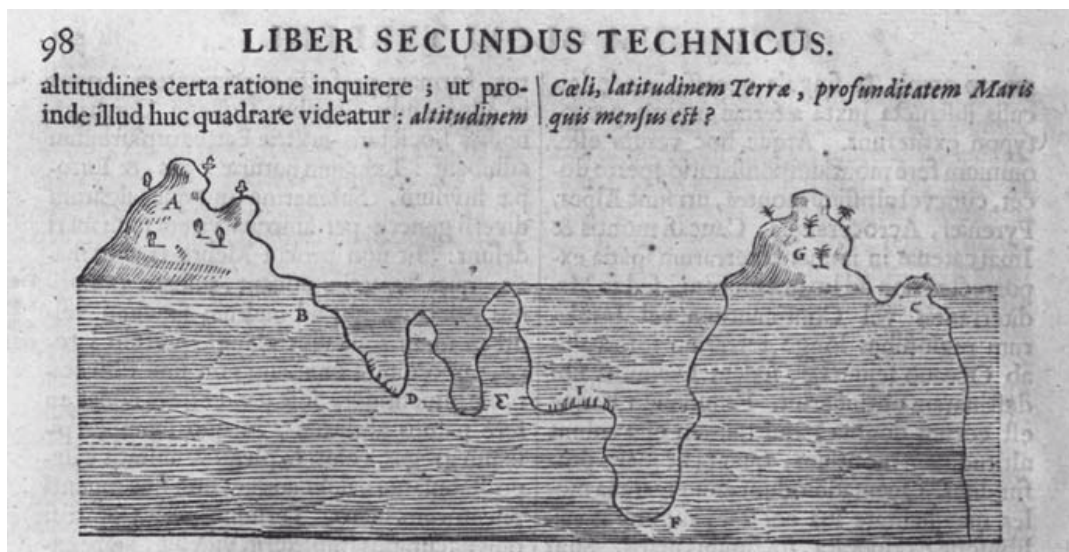 98 LIBER SECUNDUS TECHNICUS.
altitudines certa ratione inquirere ; ut pro-
inde illud huc quadrare videatur : altitudinem
Cœli, latitudinem Terræ, profunditatem Maris
quis mensus est ?
A
B
D
Ɛ
I
F
G
C